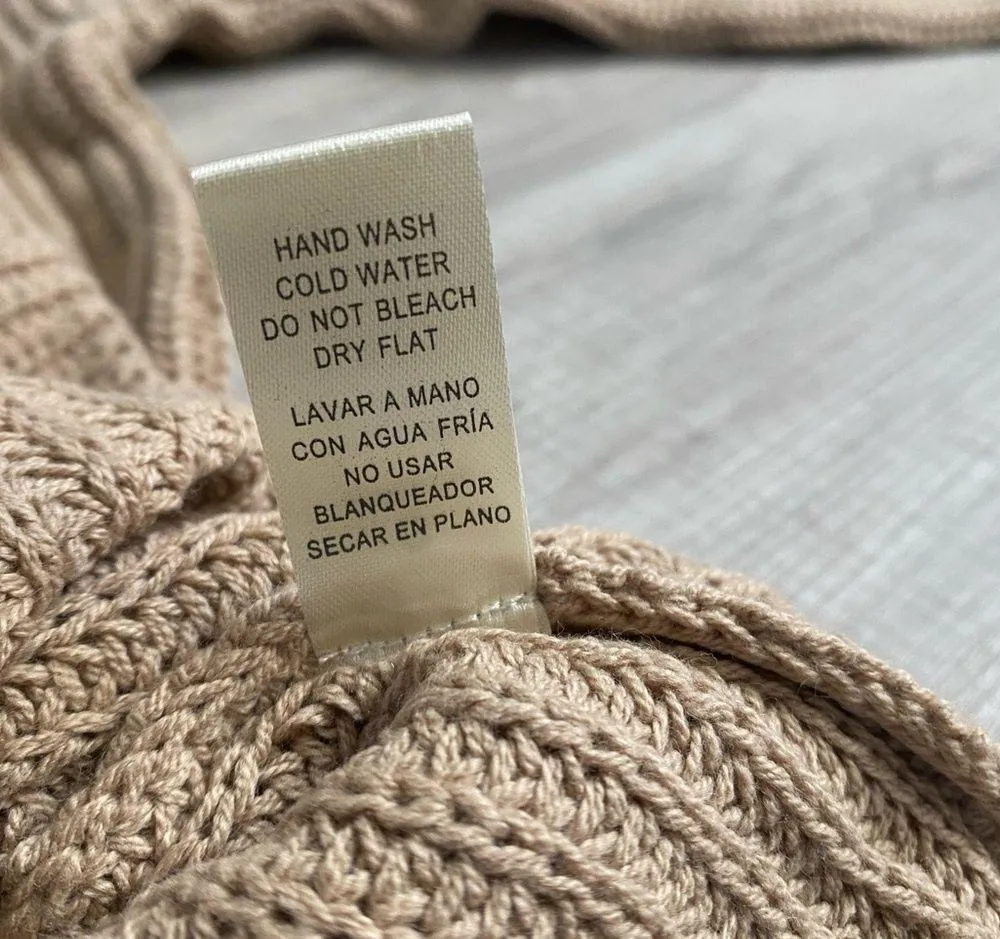 HAND WASH
COLD WATER
DO NOT BLEACH
DRY FLAT
LAVAR A MANO
CON AGUA FRÍA
NO USAR
BLANQUEADOR
SECAR EN PLANO